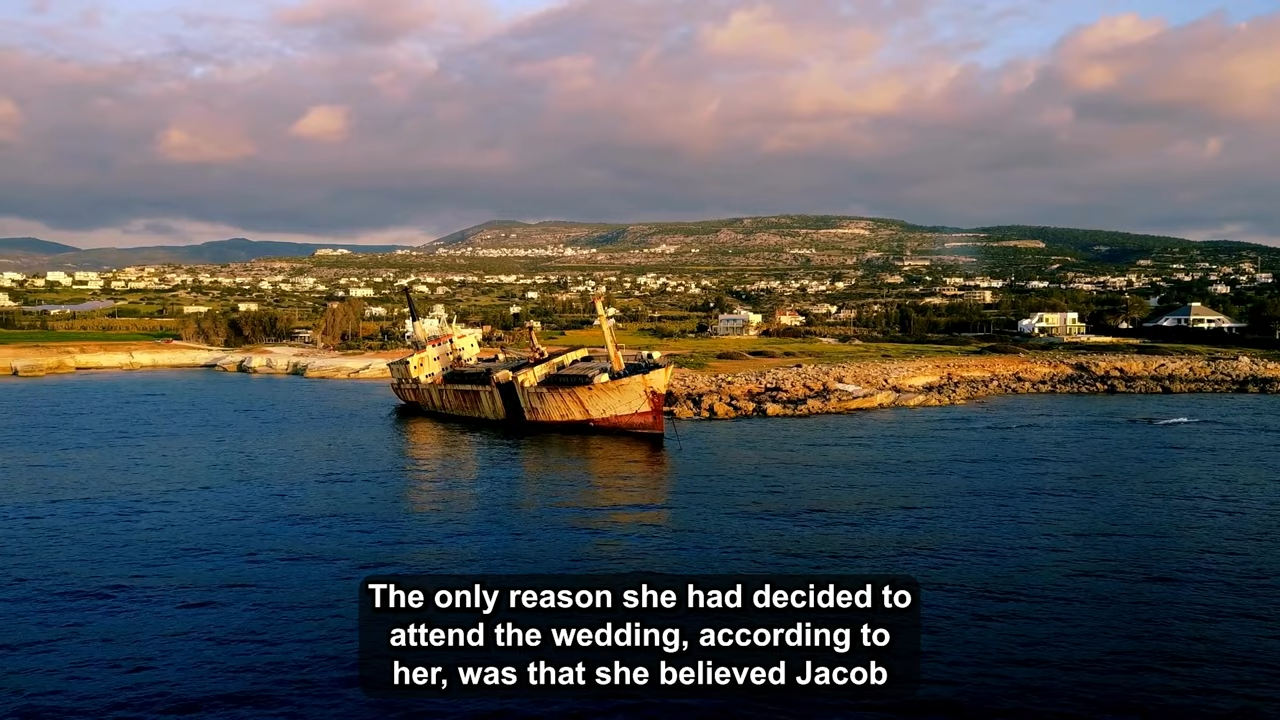 The only reason she had decided to
attend the wedding, according to
her, was that she believed Jacob